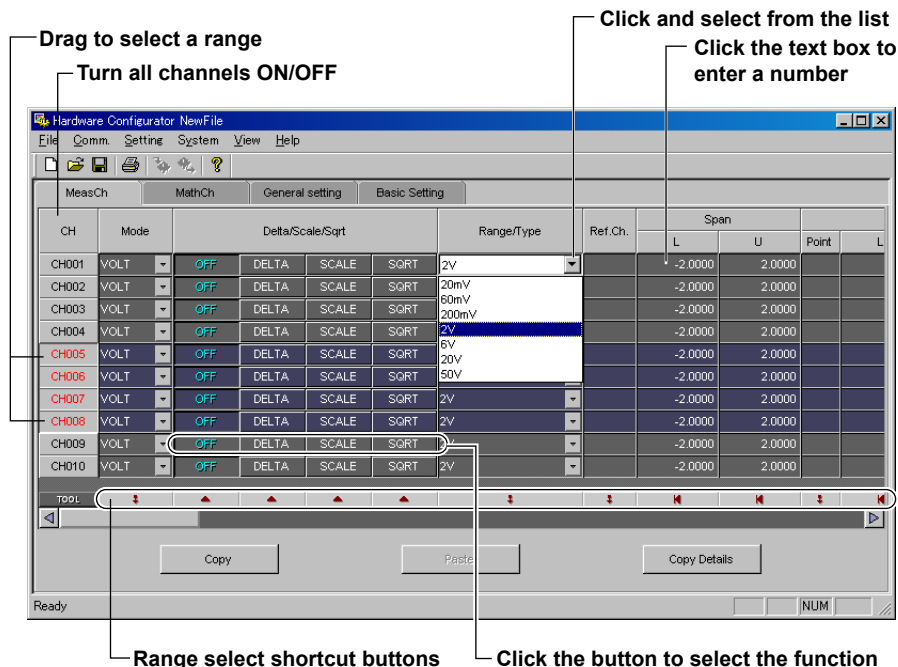 Click and select from the list
Drag to select a range
Click the text box to
enter a number
Turn all channels ON/OFF
Hardware Configurator NewFile
File Comm. Setting System View Help
MeasCh MathCh General setting Basic Setting
CH Mode Delta/Scale/Sqrt Range/Type Ref.Ch. Span
L U Point L
CH001 VOLT OFF DELTA SCALE SQRT 2V -2.0000 2.0000
CH002 VOLT OFF DELTA SCALE SQRT 20mV -2.0000 2.0000
60mV
CH003 VOLT OFF DELTA SCALE SQRT 200mV -2.0000 2.0000
CH004 VOLT OFF DELTA SCALE SQRT 2V -2.0000 2.0000
6V
CH005 VOLT OFF DELTA SCALE SQRT 20V -2.0000 2.0000
CH006 VOLT OFF DELTA SCALE SQRT 50V -2.0000 2.0000
CH007 VOLT OFF DELTA SCALE SQRT 2V -2.0000 2.0000
CH008 VOLT OFF DELTA SCALE SQRT 2V -2.0000 2.0000
CH009 VOLT OFF DELTA SCALE SQRT 2V -2.0000 2.0000
CH010 VOLT OFF DELTA SCALE SQRT 2V -2.0000 2.0000
TOOL
Copy Paste Copy Details
Ready NUM
Range select shortcut buttons
Click the button to select the function